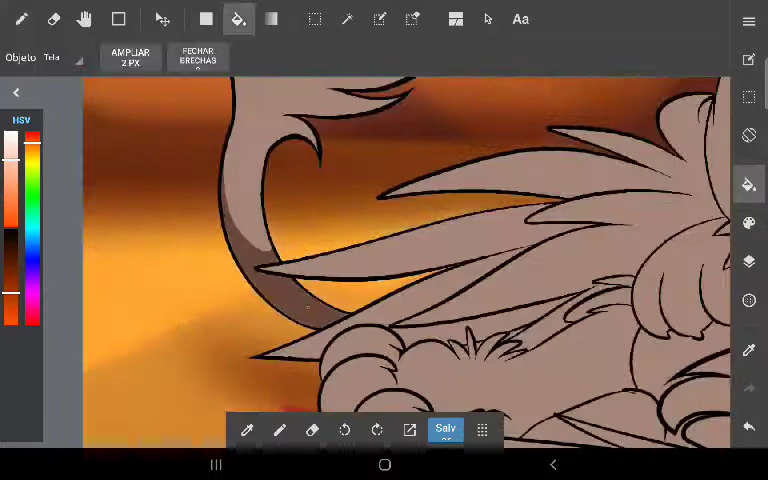 Aa
Objeto Tela
AMPLIAR
2 PX
FECHAR
BRECHAS
HSV
Salv